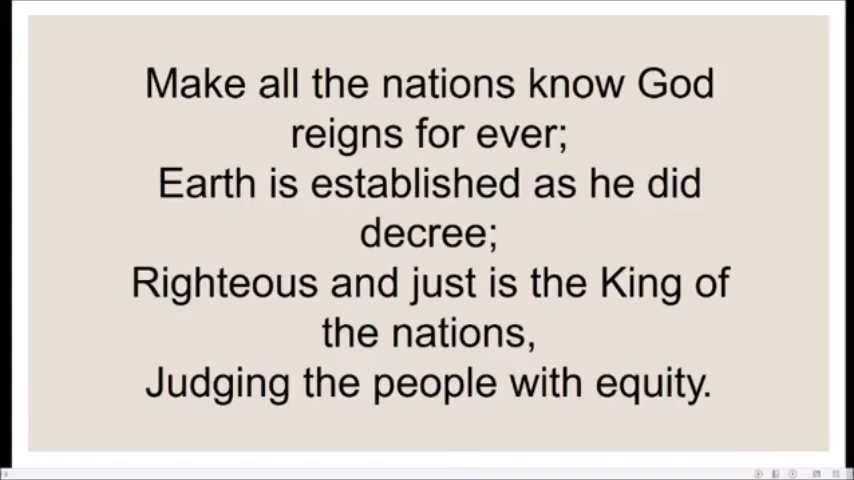 Make all the nations know God
reigns for ever;
Earth is established as he did
decree;
Righteous and just is the King of
the nations,
Judging the people with equity.